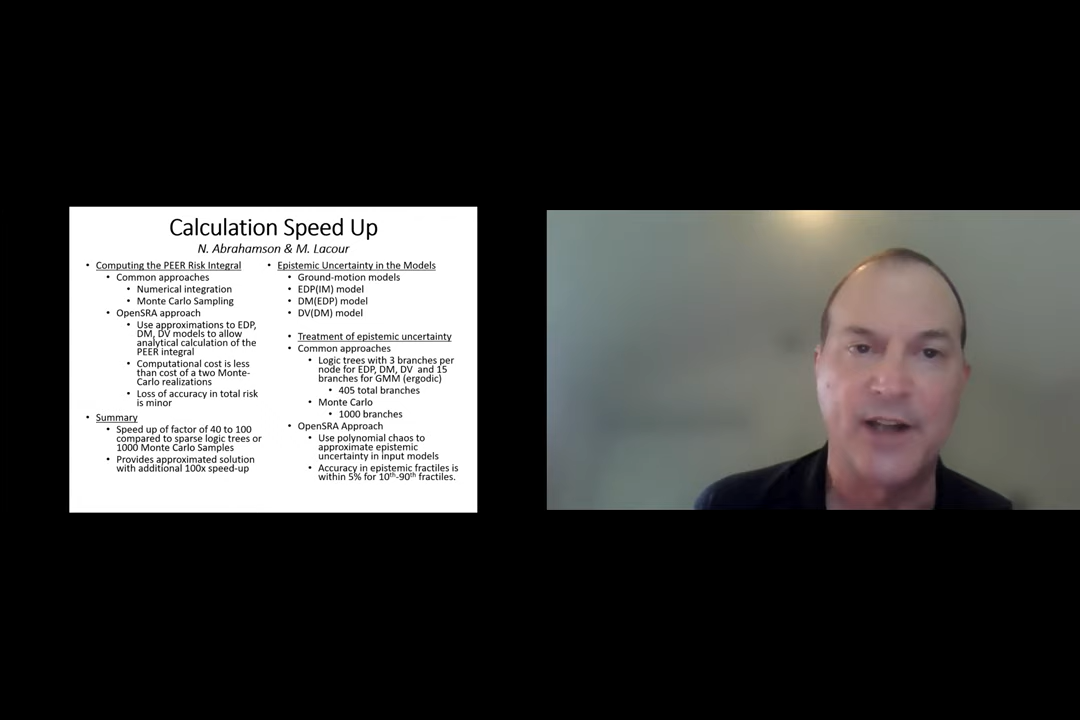 Calculation Speed Up
N. Abrahamson & M. Lacour
• Computing the PEER Risk Integral
• Common approaches
• Numerical integration
• Monte Carlo Sampling
• OpenSRA approach
• Use approximations to EDP,
DM, DV models to allow
analytical calculation of the
PEER integral
• Computational cost is less
than cost of a two Monte-
Carlo realizations
• Loss of accuracy in total risk
is minor
• Summary
• Speed up of factor of 40 to 100
compared to sparse logic trees or
1000 Monte Carlo Samples
• Provides approximated solution
with additional 100x speed-up
• Epistemic Uncertainty in the Models
• Ground-motion models
• EDP(IM) model
• DM(EDP) model
• DV(DM) model
• Treatment of epistemic uncertainty
• Common approaches
• Logic trees with 3 branches per
node for EDP, DM, DV and 15
branches for GMM (ergodic)
• 405 total branches
• Monte Carlo
• 1000 branches
• OpenSRA Approach
• Use polynomial chaos to
approximate epistemic
uncertainty in input models
• Accuracy in epistemic fractiles is
within 5% for 10th-90th fractiles.